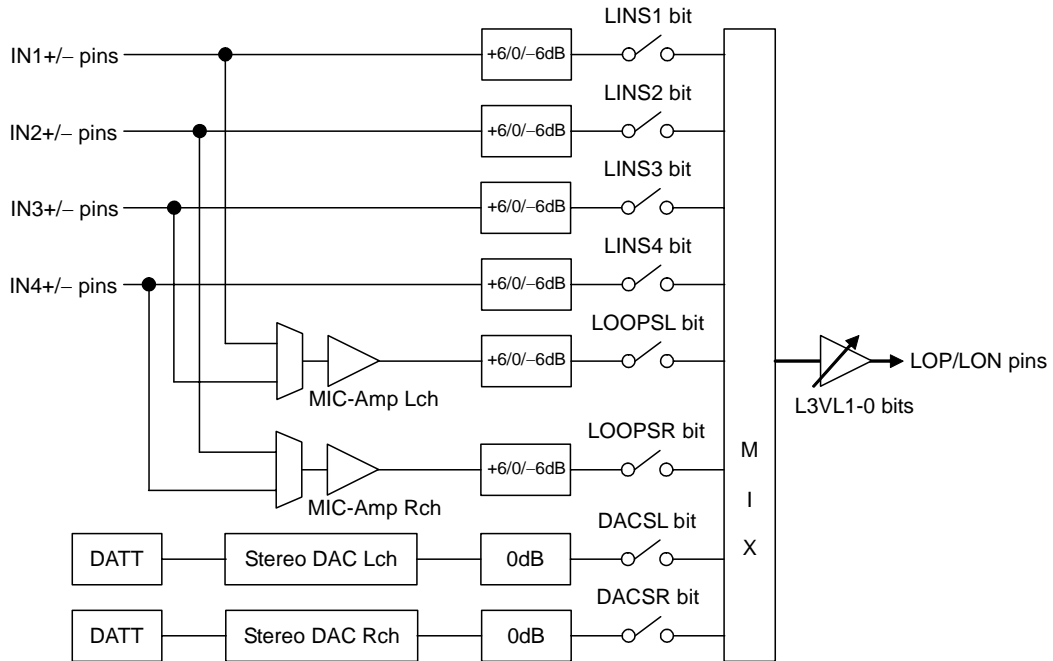 LINS1 bit
IN1+/− pins
+6/0/−6dB
LINS2 bit
IN2+/− pins
+6/0/−6dB
LINS3 bit
IN3+/− pins
+6/0/−6dB
LINS4 bit
IN4+/− pins
+6/0/−6dB
LOOPSL bit
+6/0/−6dB
MIC-Amp Lch
LOP/LON pins
L3VL1-0 bits
LOOPSR bit
+6/0/−6dB
MIC-Amp Rch
M
I
X
DACSL bit
DATT
Stereo DAC Lch
0dB
DACSR bit
DATT
Stereo DAC Rch
0dB